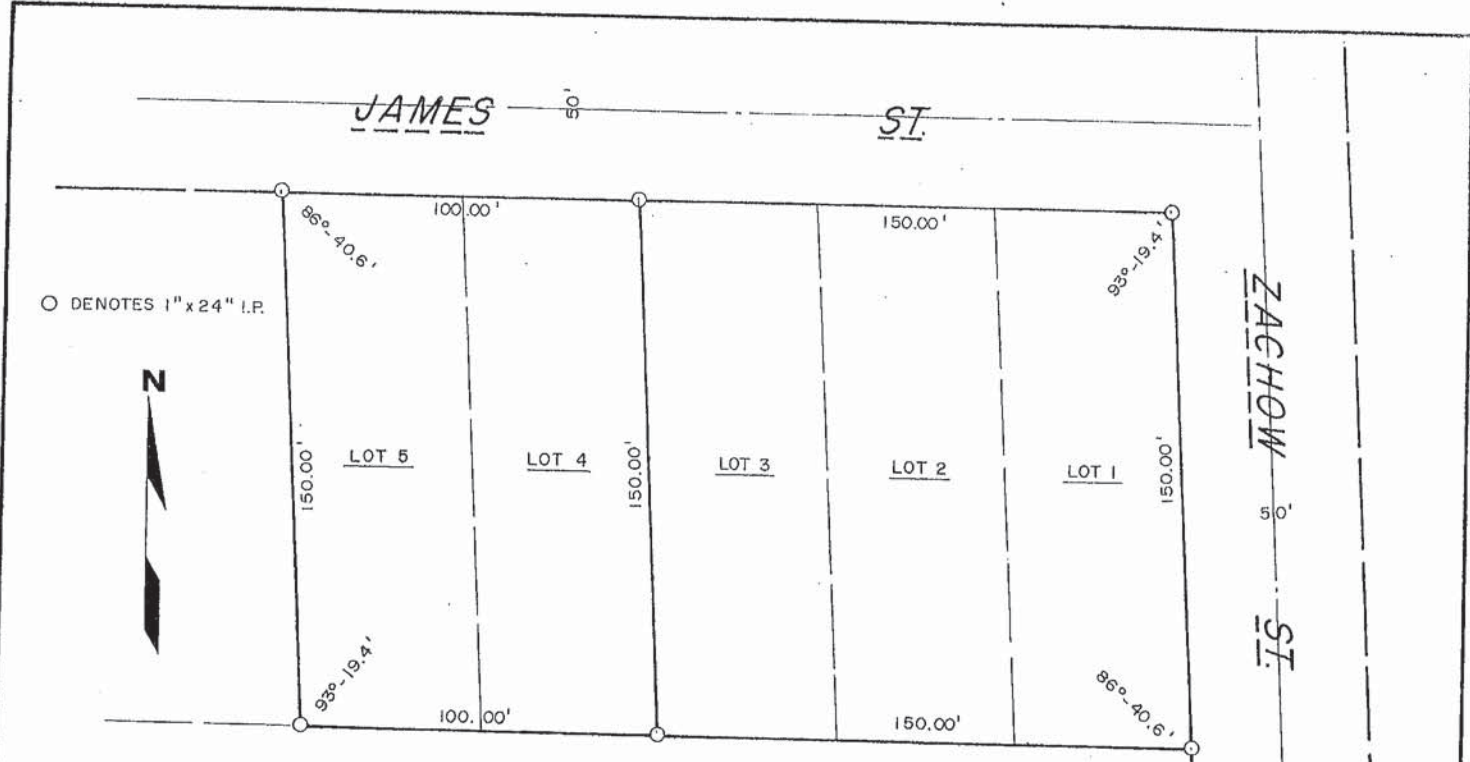 JAMES 50' ST.
100.00' 150.00'
86°-40.6' 93°-19.4'
O DENOTES 1" x 24" I.P.
N
ZACHOW 50' ST.
150.00' LOT 5 LOT 4 150.00' LOT 3 LOT 2 LOT 1 150.00'
93°-19.4' 86°-40.6'
100.00' 150.00'